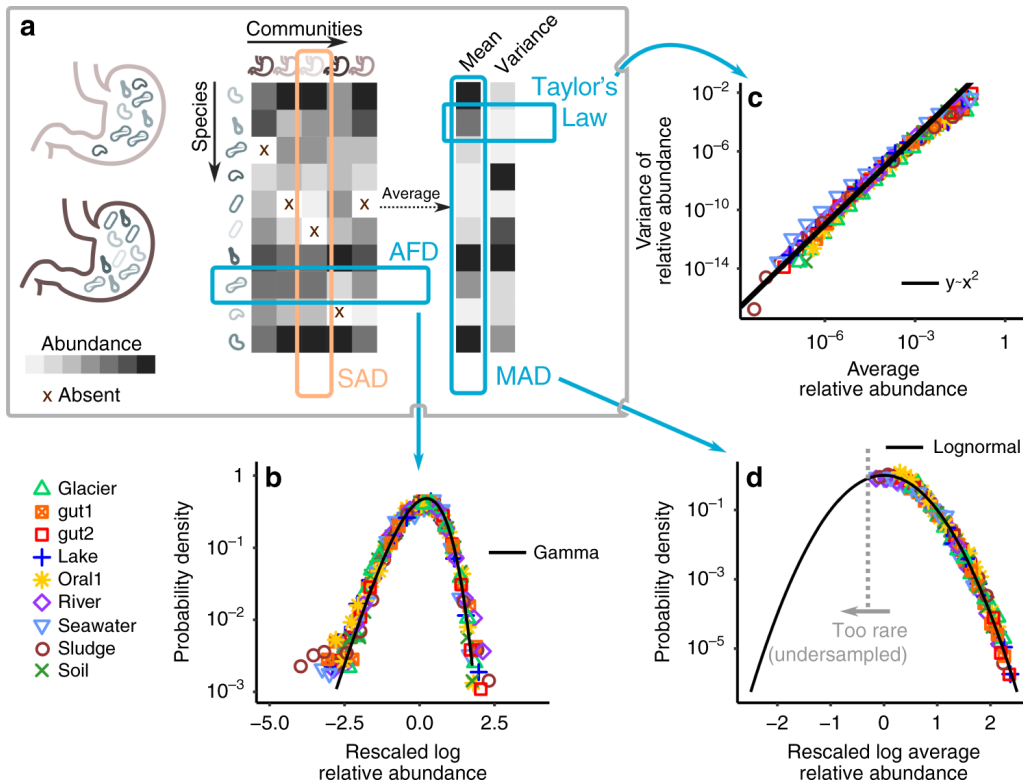 a
Communities
Species
x
x
x
x
x
Average
Mean
Variance
Taylor's
Law
AFD
SAD
MAD
Abundance
x Absent
c
Variance of
relative abundance
10⁻²
10⁻⁶
10⁻¹⁰
10⁻¹⁴
y~x²
10⁻⁶
10⁻³
1
Average
relative abundance
Glacier
gut1
gut2
Lake
Oral1
River
Seawater
Sludge
Soil
b
Probability density
1
10⁻¹
10⁻²
10⁻³
Gamma
−5.0
−2.5
0.0
2.5
Rescaled log
relative abundance
d
Lognormal
Probability density
10⁻¹
10⁻³
10⁻⁵
Too rare
(undersampled)
−2
−1
0
1
2
Rescaled log average
relative abundance